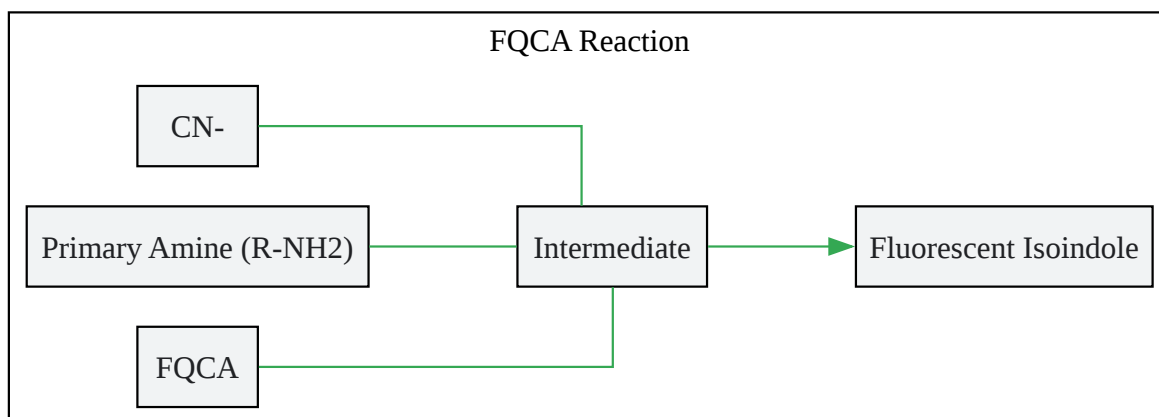 FQCA Reaction
CN-
Primary Amine (R-NH2)
Intermediate
Fluorescent Isoindole
FQCA